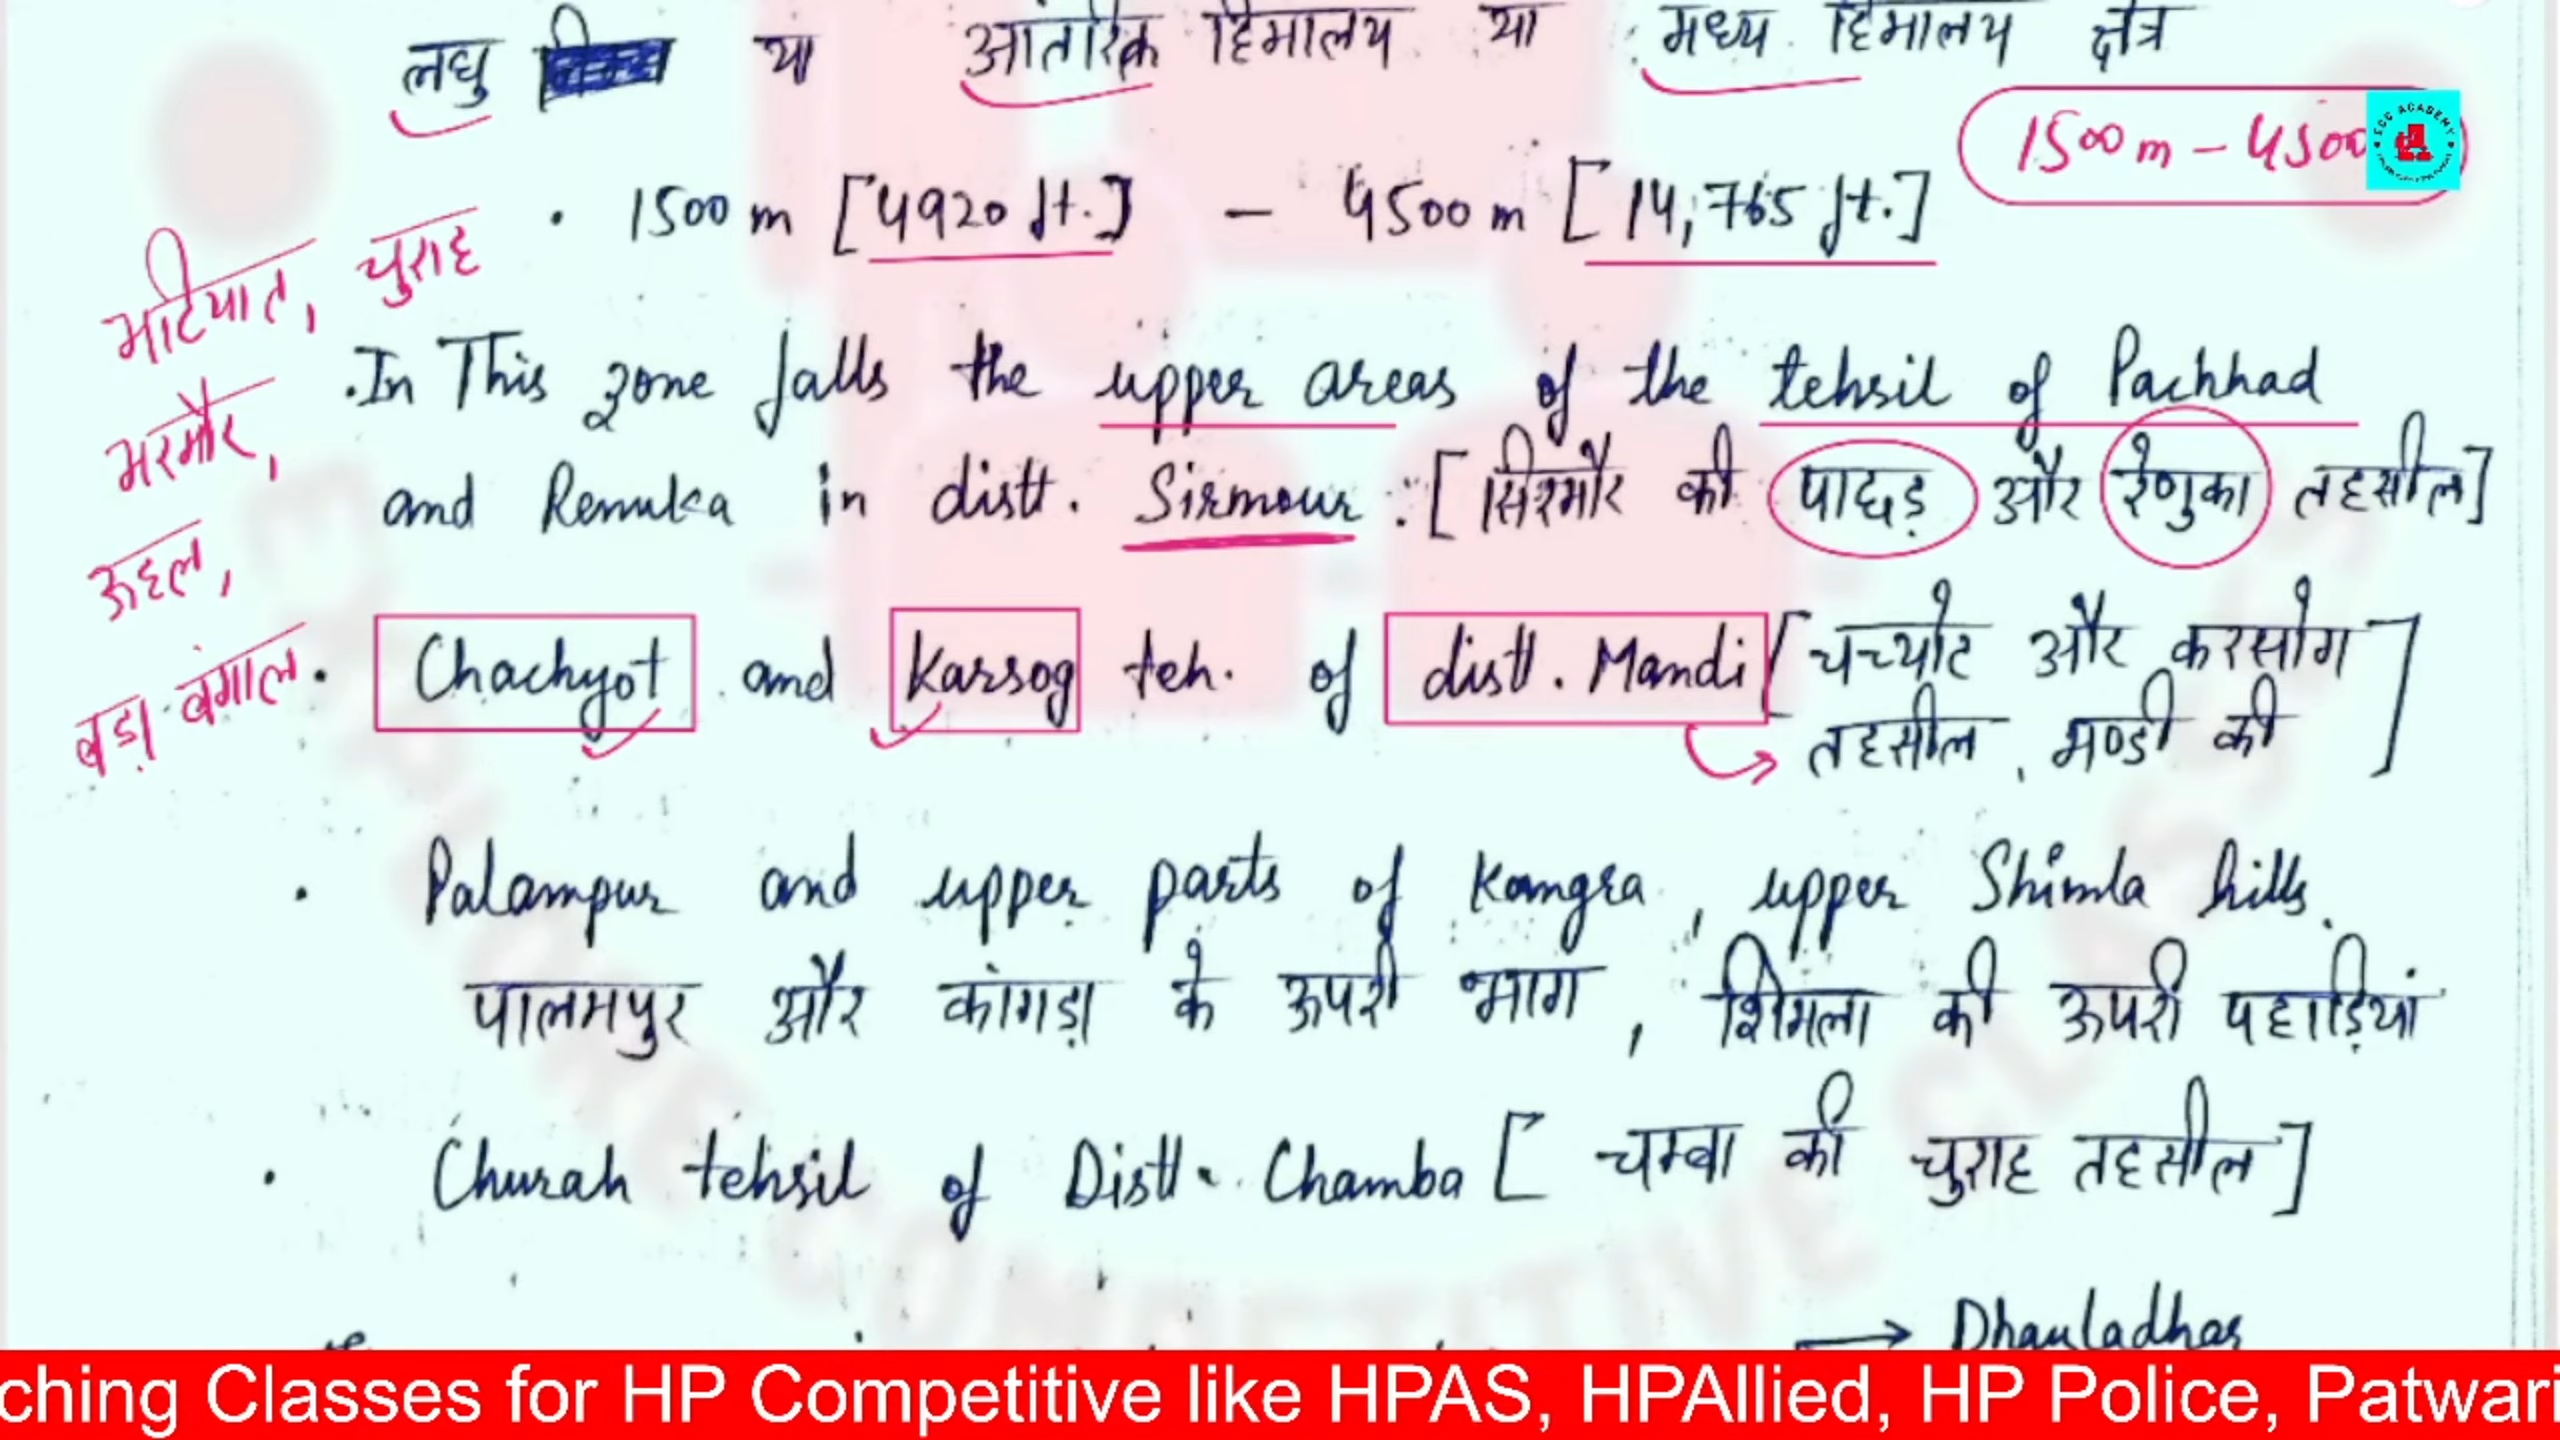 लघु या आंतरिक हिमालय या मध्य हिमालय क्षेत्र
1500 m - 4500
• 1500 m [4920 ft.] - 4500 m [14,765 ft.]
भटियात, चुराह
भरमौर,
ऊहल,
बड़ा बंगाल
• In This zone falls the upper areas of the tehsil of Pachhad
and Renuka in distt. Sirmour :[सिरमौर की पाछड़ और रेणुका तहसील]
• Chachyot and Karsog teh. of distt. Mandi [चच्योट और करसोग
तहसील, मण्डी की]
• Palampur and upper parts of Kangra, upper Shimla hills.
पालमपुर और कांगड़ा के ऊपरी भाग, शिमला की ऊपरी पहाड़ियां
• Churah tehsil of Distt. Chamba [चम्बा की चुराह तहसील]
→ Dhauladhar
ching Classes for HP Competitive like HPAS, HPAllied, HP Police, Patwari